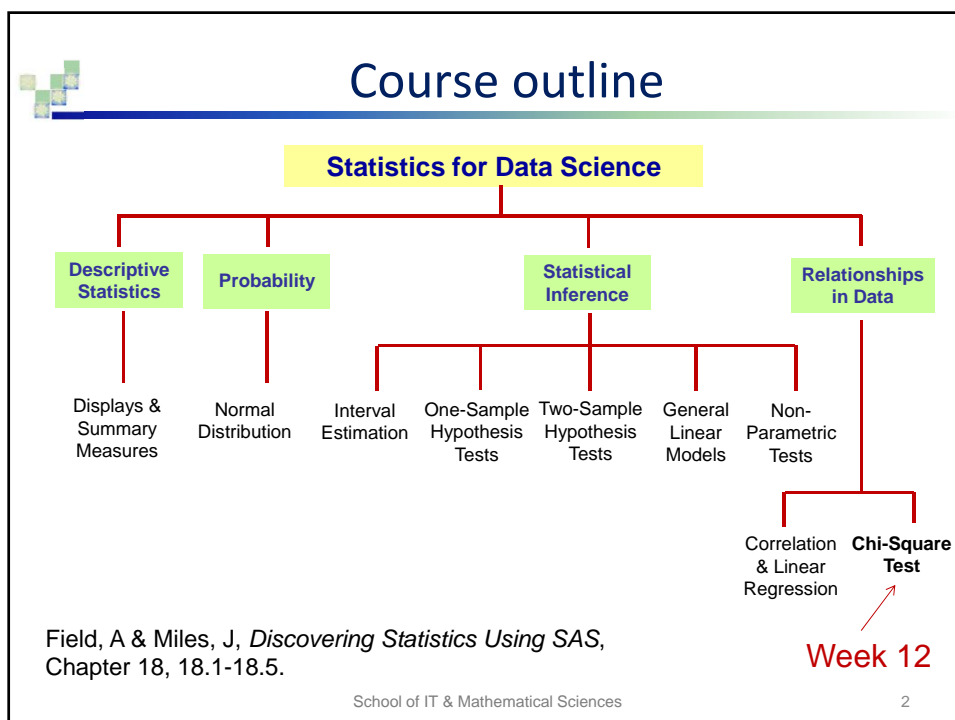 Course outline
Statistics for Data Science
Descriptive
Statistics
Probability
Statistical
Inference
Relationships
in Data
Displays &
Summary
Measures
Normal
Distribution
Interval
Estimation
One-Sample
Hypothesis
Tests
Two-Sample
Hypothesis
Tests
General
Linear
Models
Non-
Parametric
Tests
Correlation
& Linear
Regression
Chi-Square
Test
Field, A & Miles, J, Discovering Statistics Using SAS,
Chapter 18, 18.1-18.5.
Week 12
School of IT & Mathematical Sciences
2